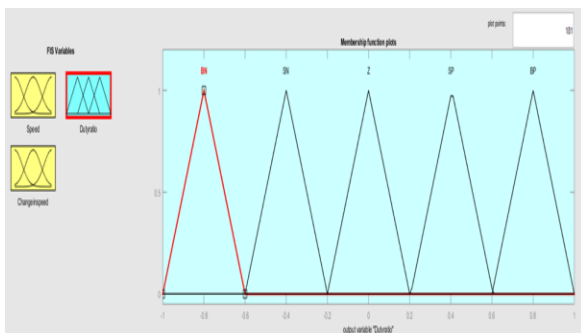 plot points:
101
FIS Variables
Membership function plots
BN SN Z SP BP
Speed
Dutyratio
Changeinspeed
1
0.5
0
-1 -0.8 -0.6 -0.4 -0.2 0 0.2 0.4 0.6 0.8 1
output variable "Dutyratio"